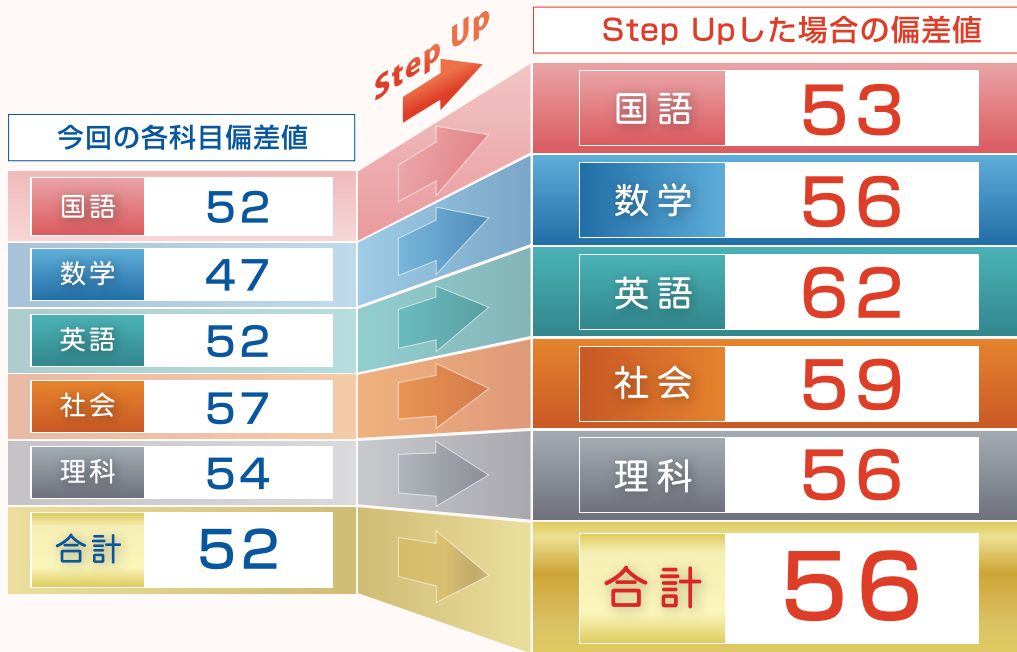 Step Up
今回の各科目偏差値
国語 52
数学 47
英語 52
社会 57
理科 54
合計 52
Step Upした場合の偏差値
国語 53
数学 56
英語 62
社会 59
理科 56
合計 56